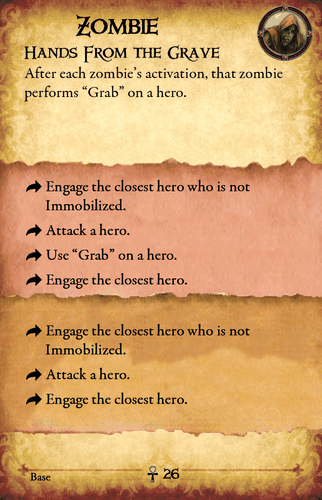 Zombie
Hands From the Grave
After each zombie's activation, that zombie
performs “Grab” on a hero.
Engage the closest hero who is not
Immobilized.
Attack a hero.
Use “Grab” on a hero.
Engage the closest hero.
Engage the closest hero who is not
Immobilized.
Attack a hero.
Engage the closest hero.
Base
26